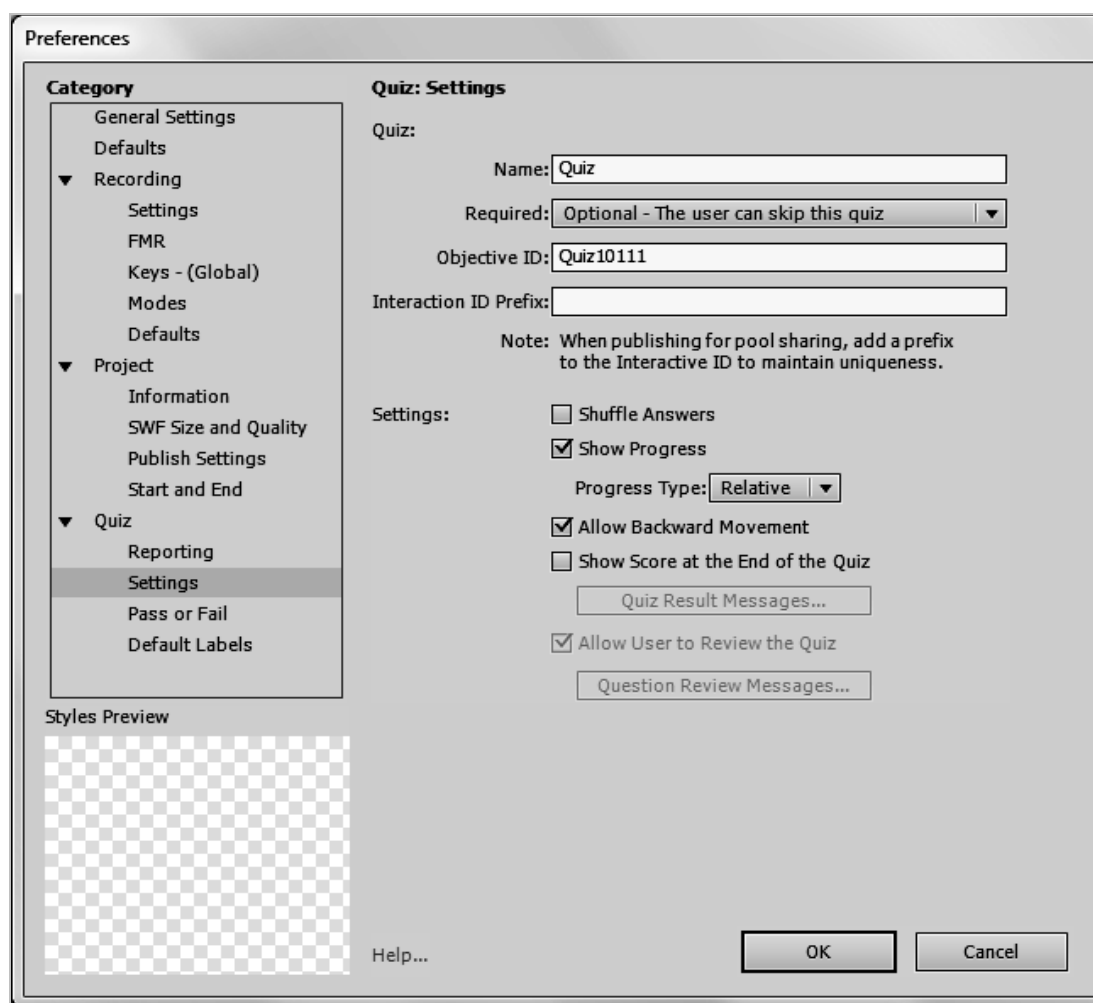 Preferences
Category
General Settings
Defaults
Recording
Settings
FMR
Keys - (Global)
Modes
Defaults
Project
Information
SWF Size and Quality
Publish Settings
Start and End
Quiz
Reporting
Settings
Pass or Fail
Default Labels
Styles Preview
Quiz: Settings
Quiz:
Name: Quiz
Required: Optional - The user can skip this quiz
Objective ID: Quiz10111
Interaction ID Prefix:
Note: When publishing for pool sharing, add a prefix
to the Interactive ID to maintain uniqueness.
Settings: Shuffle Answers
Show Progress
Progress Type: Relative
Allow Backward Movement
Show Score at the End of the Quiz
Quiz Result Messages...
Allow User to Review the Quiz
Question Review Messages...
Help... OK Cancel